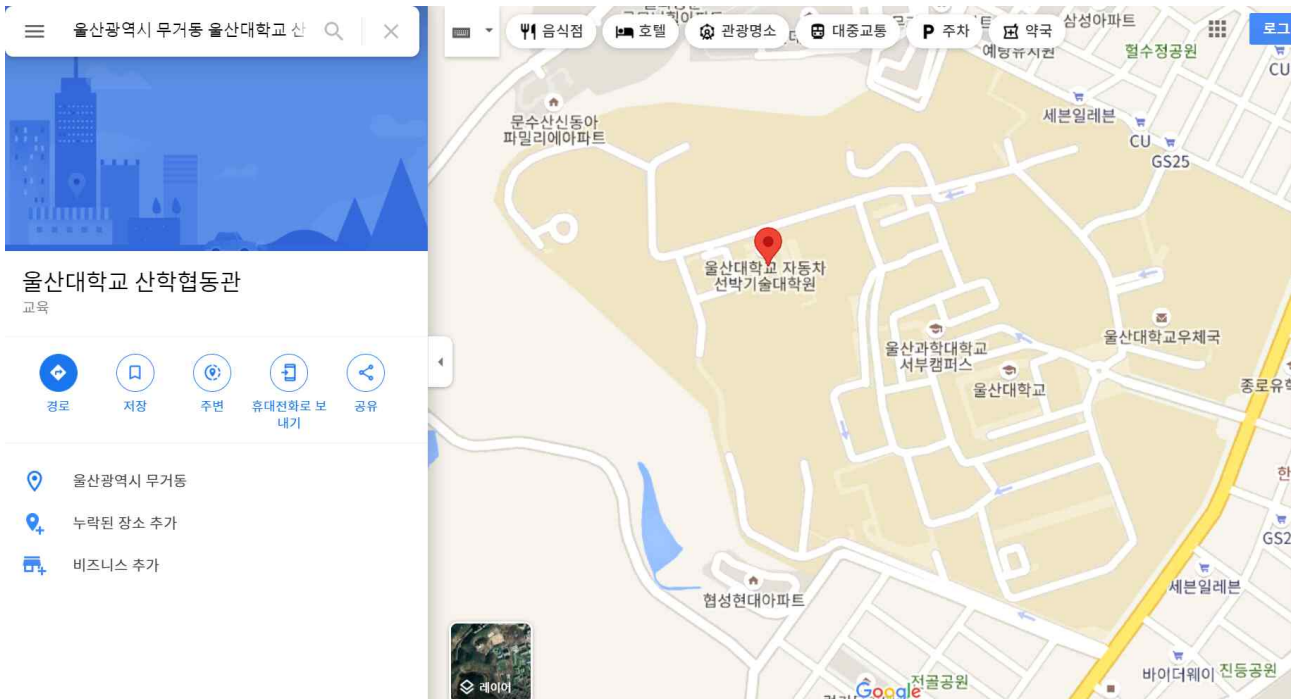 울산광역시 무거동 울산대학교 산
음식점
호텔
관광명소
대중교통
P 주차
약국
로그
삼성아파트
헐수정공원
CU
문수산신동아
파밀리에아파트
세븐일레븐
CU
GS25
울산대학교 자동차
선박기술대학원
울산대학교 산학협동관
교육
울산과학대학교
서부캠퍼스
울산대학교우체국
울산대학교
경로
저장
주변
휴대전화로 보
내기
공유
울산광역시 무거동
누락된 장소 추가
비즈니스 추가
한
협성현대아파트
세븐일레븐
바이더웨이
진등공원
레이어
Google
전골공원